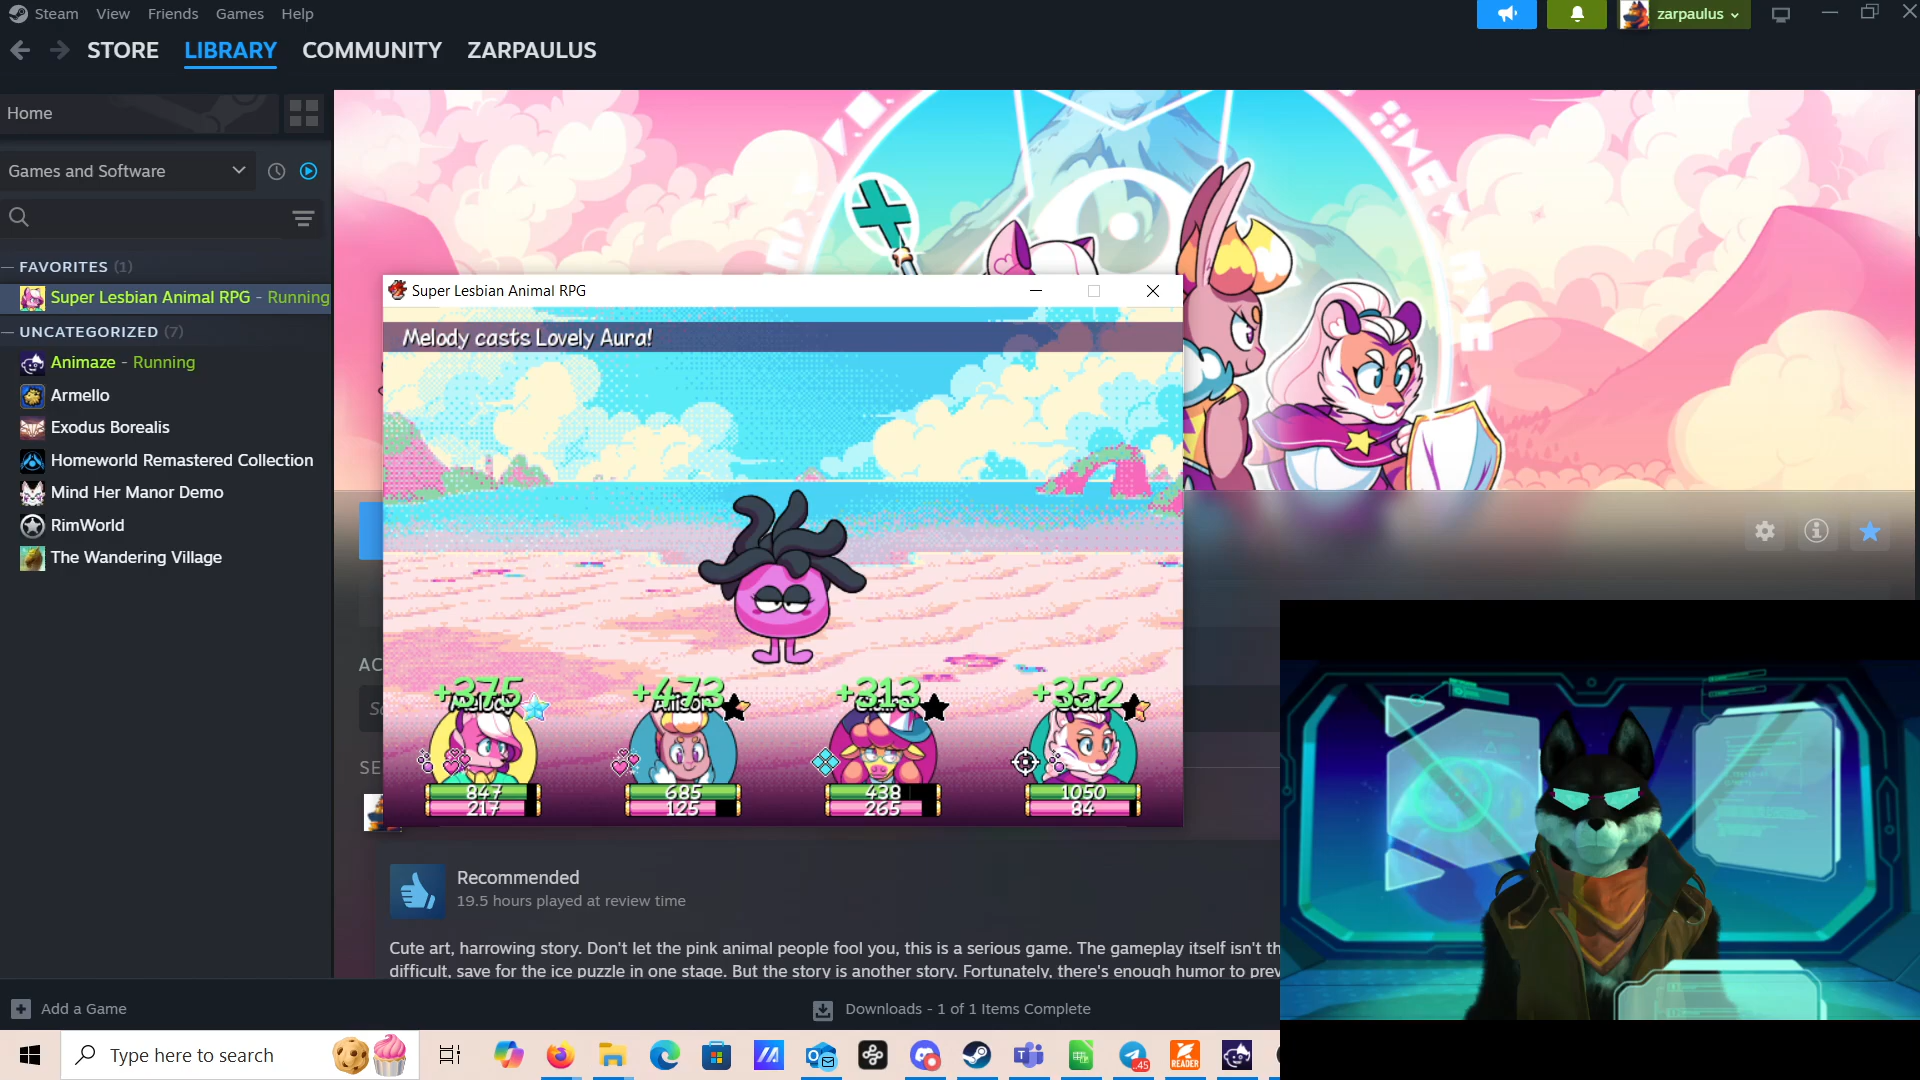 Steam View Friends Games Help
zarpaulus
STORE LIBRARY COMMUNITY ZARPAULUS
Home
Games and Software
FAVORITES (1)
Super Lesbian Animal RPG - Running
UNCATEGORIZED (7)
Animaze - Running
Armello
Exodus Borealis
Homeworld Remastered Collection
Mind Her Manor Demo
RimWorld
The Wandering Village
Super Lesbian Animal RPG
Melody casts Lovely Aura!
+375 +473 +313 +352
Melody Allison
847 685 438 1050
217 125 265 84
AC
SE
Recommended
19.5 hours played at review time
Cute art, harrowing story. Don't let the pink animal people fool you, this is a serious game. The gameplay itself isn't th
difficult, save for the ice puzzle in one stage. But the story is another story. Fortunately, there's enough humor to prev
Add a Game
Downloads - 1 of 1 Items Complete
Type here to search
45
READER